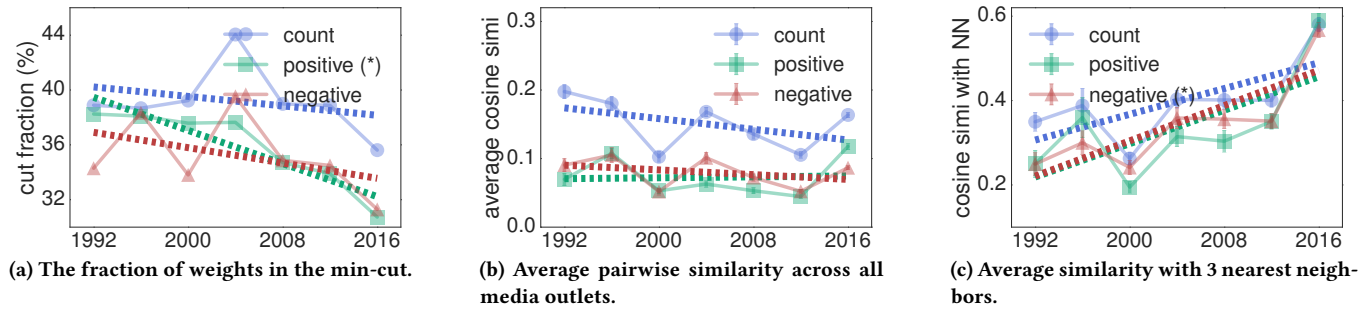 cut fraction (%)
44
40
36
32
count
positive (*)
negative
1992
2000
2008
2016
(a) The fraction of weights in the min-cut.
average cosine simi
0.3
0.2
0.1
0.0
count
positive
negative
1992
2000
2008
2016
(b) Average pairwise similarity across all
media outlets.
cosine simi with NN
0.6
0.4
0.2
count
positive
negative (*)
1992
2000
2008
2016
(c) Average similarity with 3 nearest neigh-
bors.